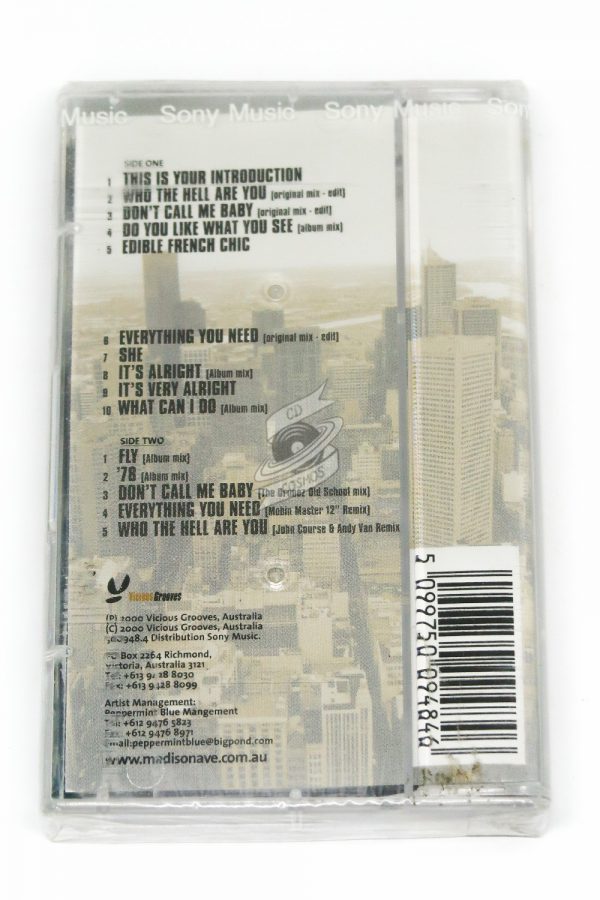 Music Sony Music Sony Music Sony
SIDE ONE
1 THIS IS YOUR INTRODUCTION
2 WHO THE HELL ARE YOU [original mix - edit]
3 DON'T CALL ME BABY [original mix - edit]
4 DO YOU LIKE WHAT YOU SEE [album mix]
5 EDIBLE FRENCH CHIC
6 EVERYTHING YOU NEED [original mix - edit]
7 SHE
8 IT'S ALRIGHT [Album mix]
9 IT'S VERY ALRIGHT
10 WHAT CAN I DO [Album mix]
CD
COSMOS
SIDE TWO
1 FLY [Album mix]
2 '78 [Album mix]
3 DON'T CALL ME BABY [The Dronez Old School mix]
4 EVERYTHING YOU NEED [Mobin Master 12" Remix]
5 WHO THE HELL ARE YOU [John Course & Andy Van Remix
Vicious Grooves
(P) 2000 Vicious Grooves, Australia
(C) 2000 Vicious Grooves, Australia
500948.4 Distribution Sony Music.
PO Box 2264 Richmond,
Victoria, Australia 3121
Tel: +613 9428 8030
Fax: +613 9428 8099
Artist Management:
Peppermint Blue Mangement
Tel: +612 9476 5823
Fax: +612 9476 8971
email:peppermintblue@bigpond.com
www.madisonave.com.au
5 099750 094846